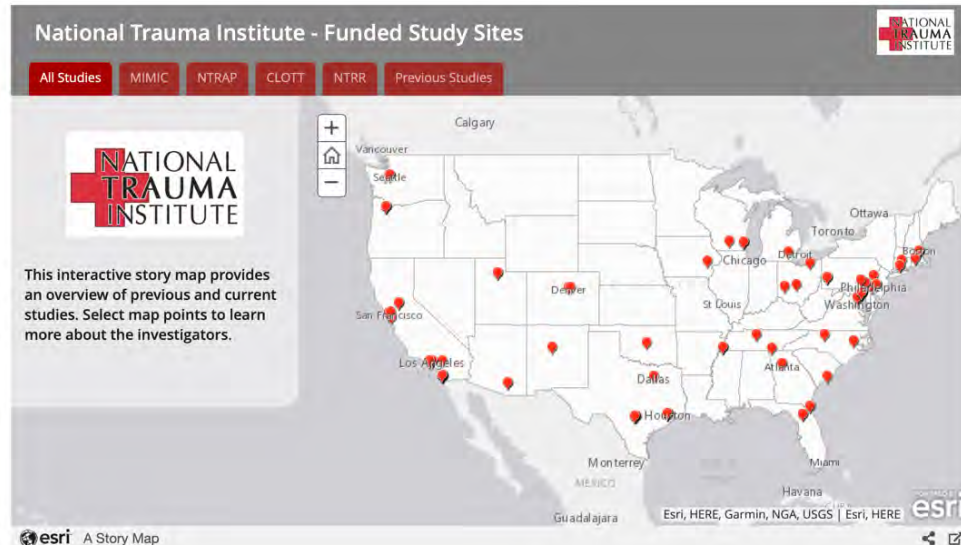 National Trauma Institute - Funded Study Sites
NATIONAL
TRAUMA
INSTITUTE
All Studies
MIMIC
NTRAP
CLOTT
NTRR
Previous Studies
NATIONAL
TRAUMA
INSTITUTE
This interactive story map provides
an overview of previous and current
studies. Select map points to learn
more about the investigators.
+
−
Calgary
Vancouver
Seattle
Ottawa
Toronto
Boston
Chicago
Detroit
Denver
Philadelphia
St Louis
Washington
San Francisco
Los Angeles
Atlanta
Dallas
Houston
Monterrey
Miami
MÉXICO
Havana
Guadalajara
Esri, HERE, Garmin, NGA, USGS | Esri, HERE
esri
esri A Story Map